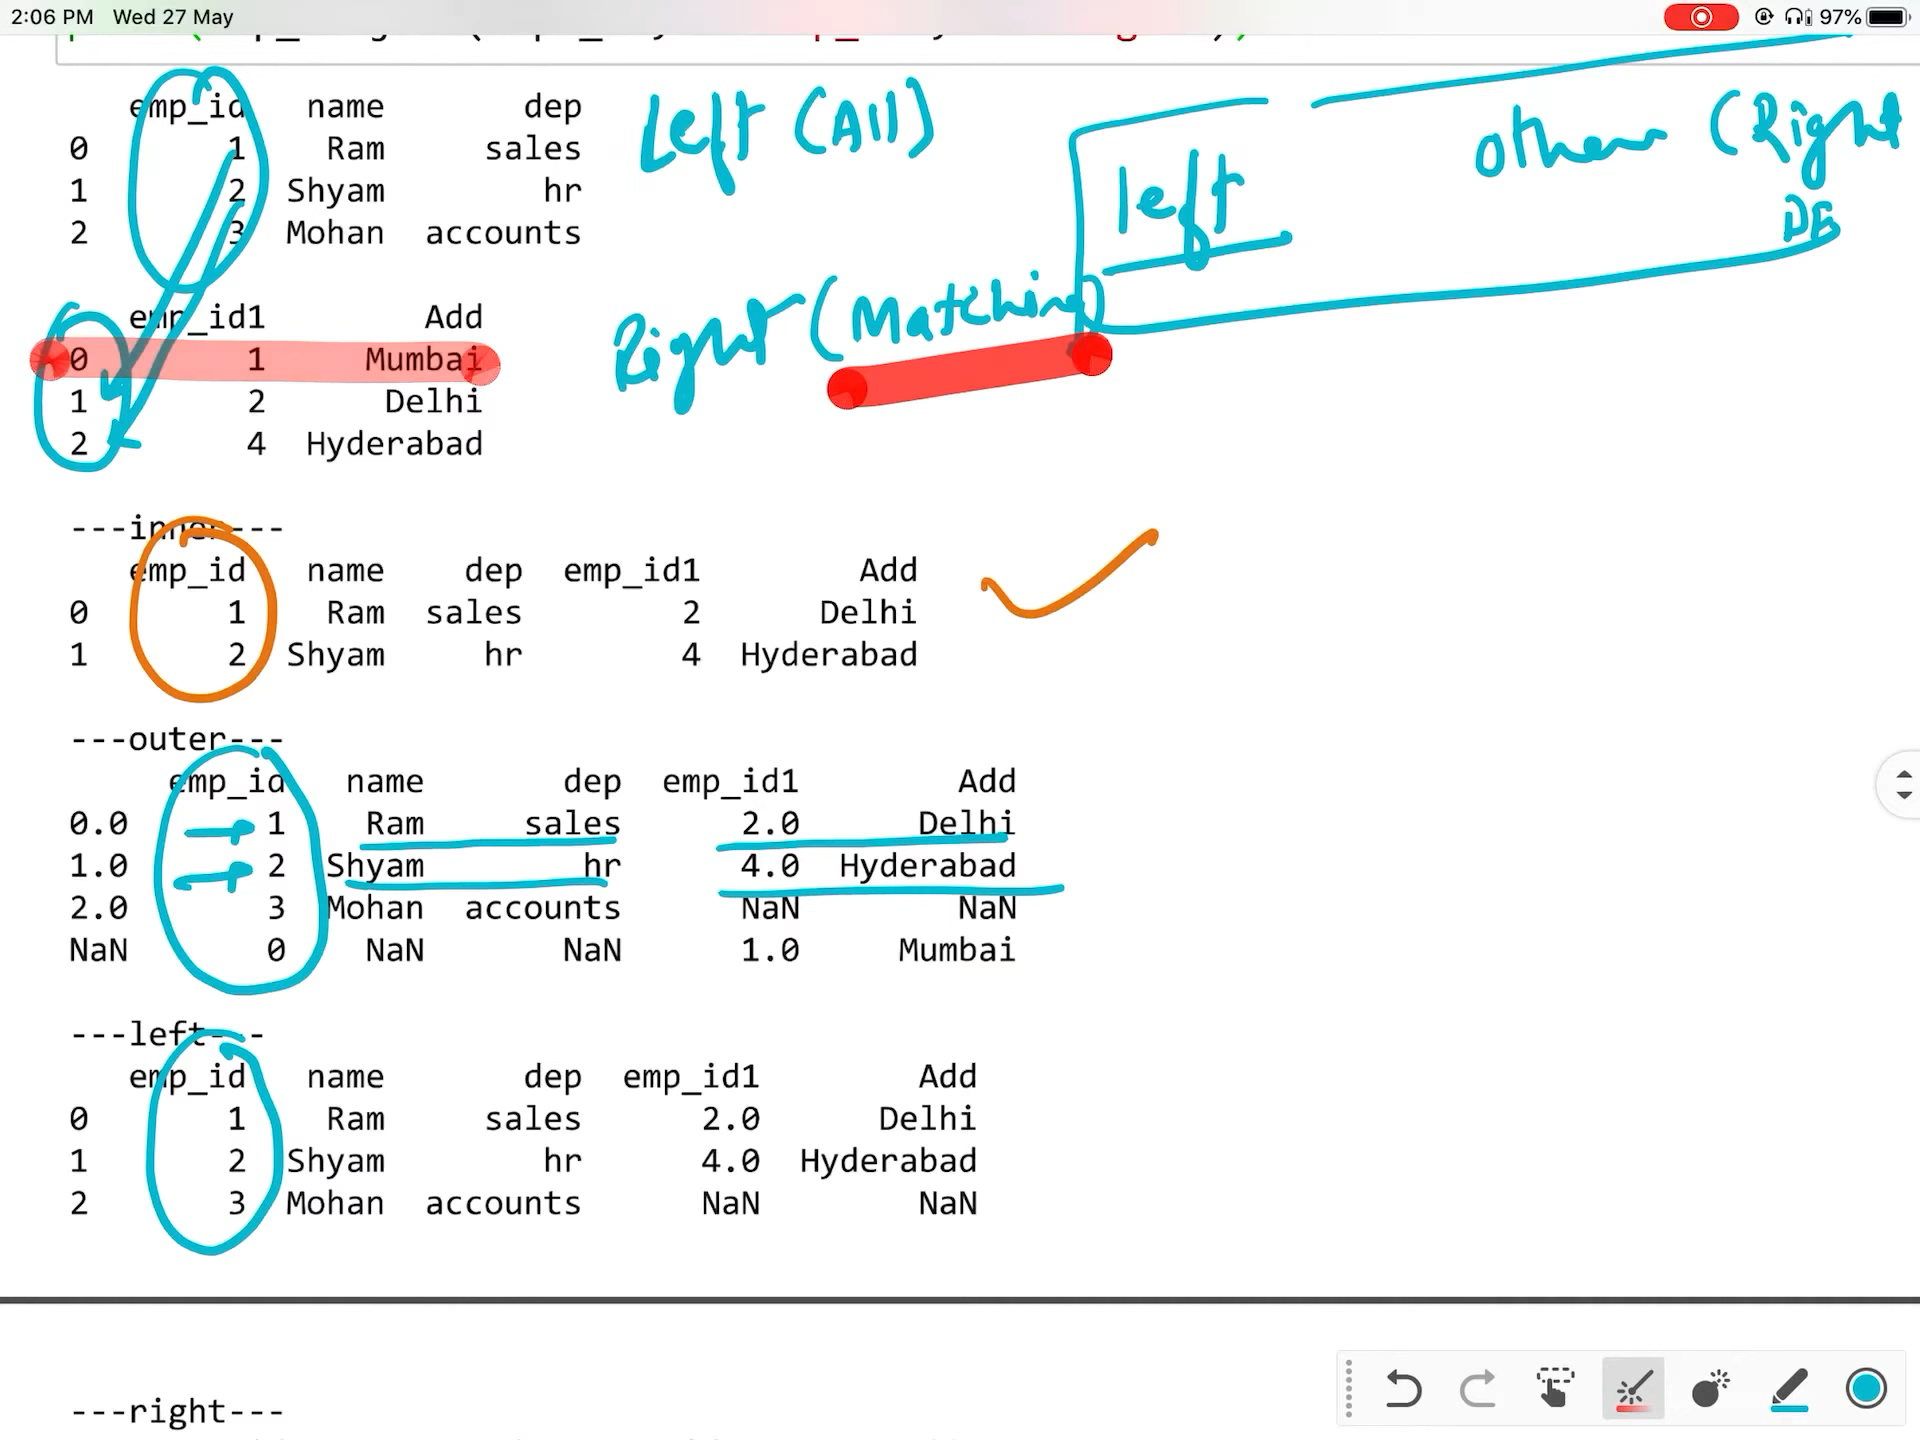 2:06 PM Wed 27 May 97%
emp_id name dep
0 1 Ram sales
1 2 Shyam hr
2 3 Mohan accounts
Left (All)
left
other (Right
DF
emp_id1 Add
0 1 Mumbai
1 2 Delhi
2 4 Hyderabad
Right (Matching)
---inner---
emp_id name dep emp_id1 Add
0 1 Ram sales 2 Delhi
1 2 Shyam hr 4 Hyderabad
---outer---
emp_id name dep emp_id1 Add
0.0 1 Ram sales 2.0 Delhi
1.0 2 Shyam hr 4.0 Hyderabad
2.0 3 Mohan accounts NaN NaN
NaN 0 NaN NaN 1.0 Mumbai
---left---
emp_id name dep emp_id1 Add
0 1 Ram sales 2.0 Delhi
1 2 Shyam hr 4.0 Hyderabad
2 3 Mohan accounts NaN NaN
---right---